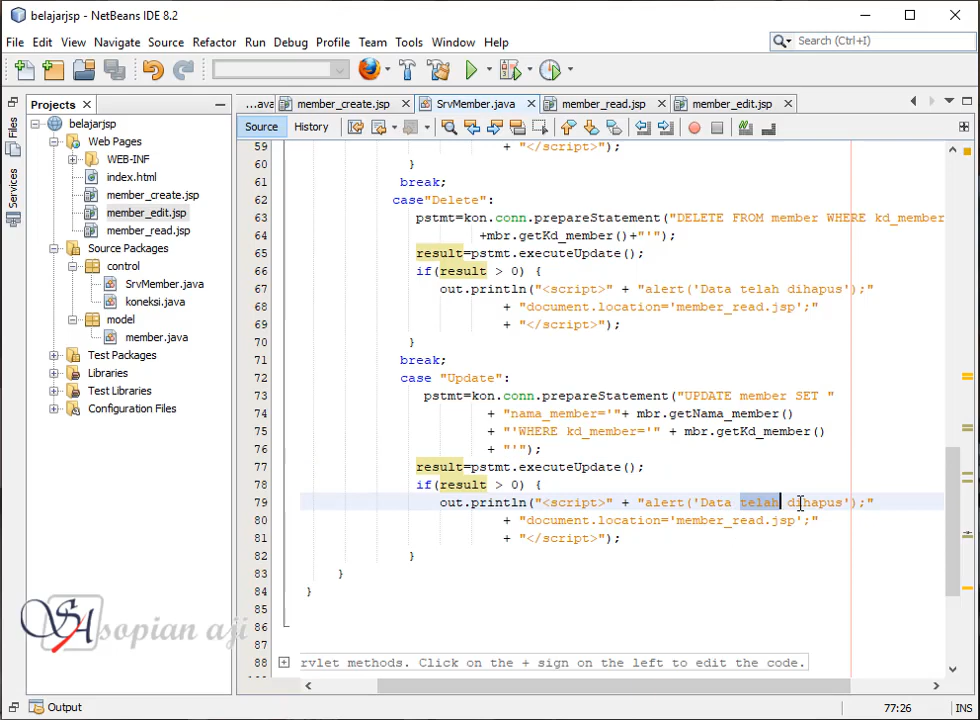 belajarjsp - NetBeans IDE 8.2
File Edit View Navigate Source Refactor Run Debug Profile Team Tools Window Help
Search (Ctrl+I)
Projects
...ava member_create.jsp SrvMember.java member_read.jsp member_edit.jsp
Source History
Files
Services
belajarjsp
Web Pages
WEB-INF
index.html
member_create.jsp
member_edit.jsp
member_read.jsp
Source Packages
control
SrvMember.java
koneksi.java
model
member.java
Test Packages
Libraries
Test Libraries
Configuration Files
59 + "</script>");
60 }
61 break;
62 case"Delete":
63 pstmt=kon.conn.prepareStatement("DELETE FROM member WHERE kd_member
64 +mbr.getKd_member()+"'");
65 result=pstmt.executeUpdate();
66 if(result > 0) {
67 out.println("<script>" + "alert('Data telah dihapus');"
68 + "document.location='member_read.jsp';"
69 + "</script>");
70 }
71 break;
72 case "Update":
73 pstmt=kon.conn.prepareStatement("UPDATE member SET "
74 + "nama_member='"+ mbr.getNama_member()
75 + "'WHERE kd_member='" + mbr.getKd_member()
76 + "'");
77 result=pstmt.executeUpdate();
78 if(result > 0) {
79 out.println("<script>" + "alert('Data telah dihapus');"
80 + "document.location='member_read.jsp';"
81 + "</script>");
82 }
83 }
84 }
85
86
87
88 rvlet methods. Click on the + sign on the left to edit the code.
SA sopian aji
Output
77:26 INS